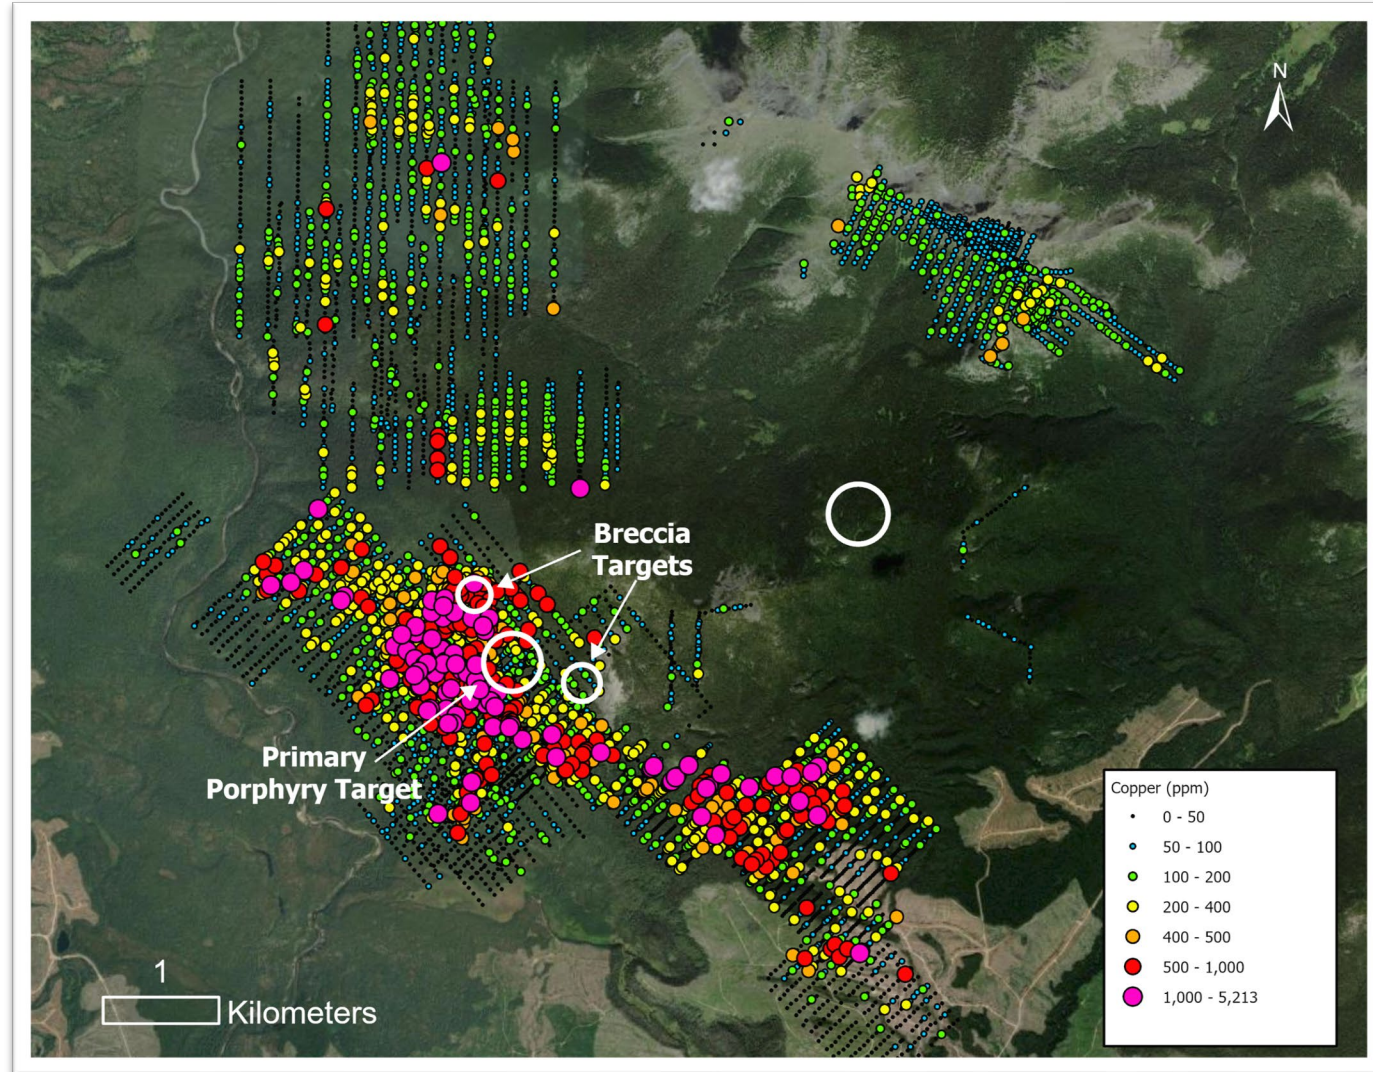 N
Breccia
Targets
Primary
Porphyry Target
Copper (ppm)
0 - 50
50 - 100
100 - 200
200 - 400
400 - 500
500 - 1,000
1,000 - 5,213
1
Kilometers